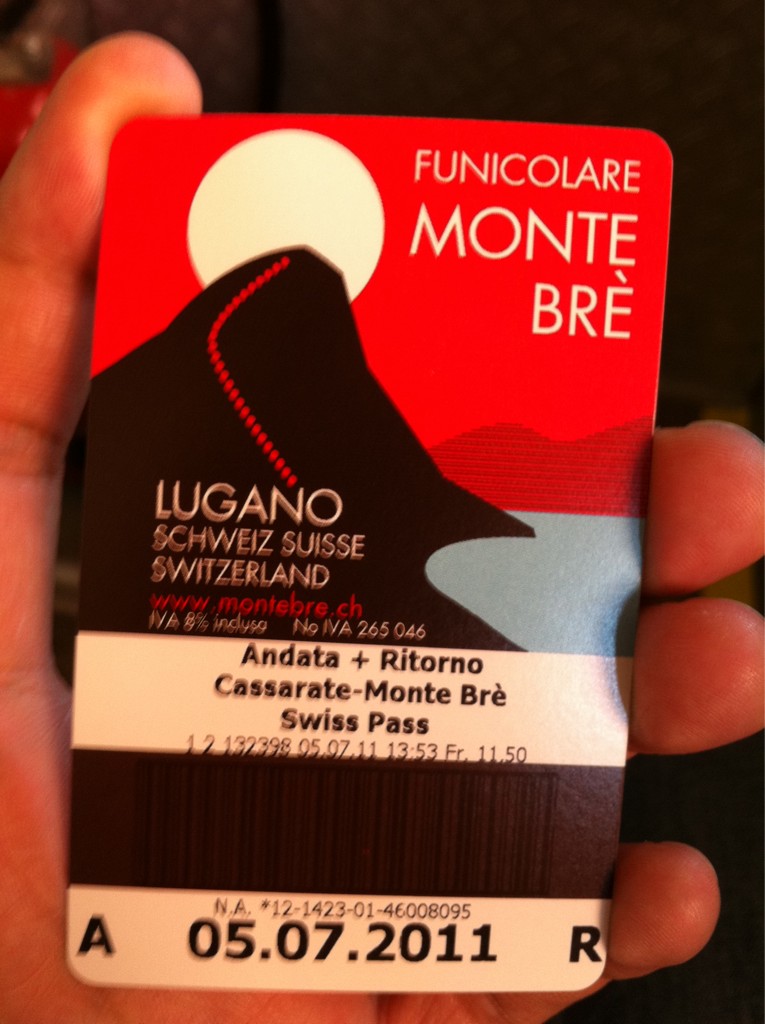 FUNICOLARE
MONTE
BRÈ
LUGANO
SCHWEIZ SUISSE
SWITZERLAND
www.montebre.ch
IVA 8% inclusa No IVA 265 046
Andata + Ritorno
Cassarate-Monte Brè
Swiss Pass
1 2 132398 05.07.11 13:53 Fr. 11.50
N.A. *12-1423-01-46008095
A 05.07.2011 R